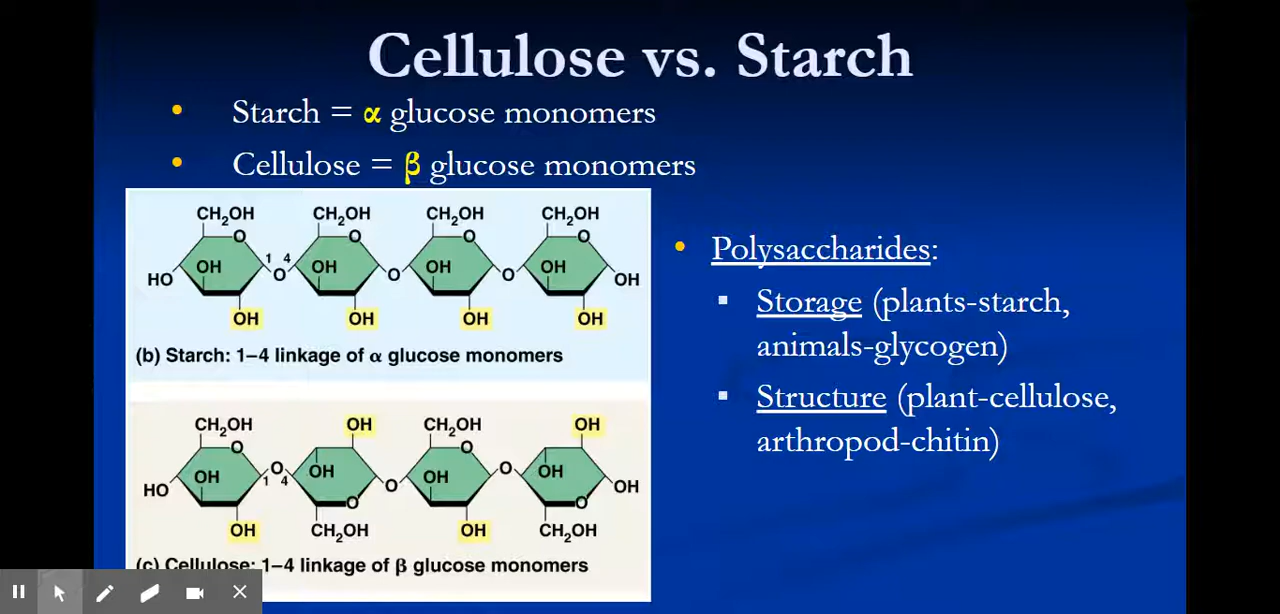 Cellulose vs. Starch
• Starch = α glucose monomers
• Cellulose = β glucose monomers
CH₂OH CH₂OH CH₂OH CH₂OH
O O O O
1 4
OH OH OH OH
HO O O O OH
OH OH OH OH
(b) Starch: 1–4 linkage of α glucose monomers
CH₂OH OH CH₂OH OH
O O
O O
OH OH OH OH
HO 1 4 O OH
O O
OH CH₂OH OH CH₂OH
(c) Cellulose: 1–4 linkage of β glucose monomers
• Polysaccharides:
▪ Storage (plants-starch,
animals-glycogen)
▪ Structure (plant-cellulose,
arthropod-chitin)